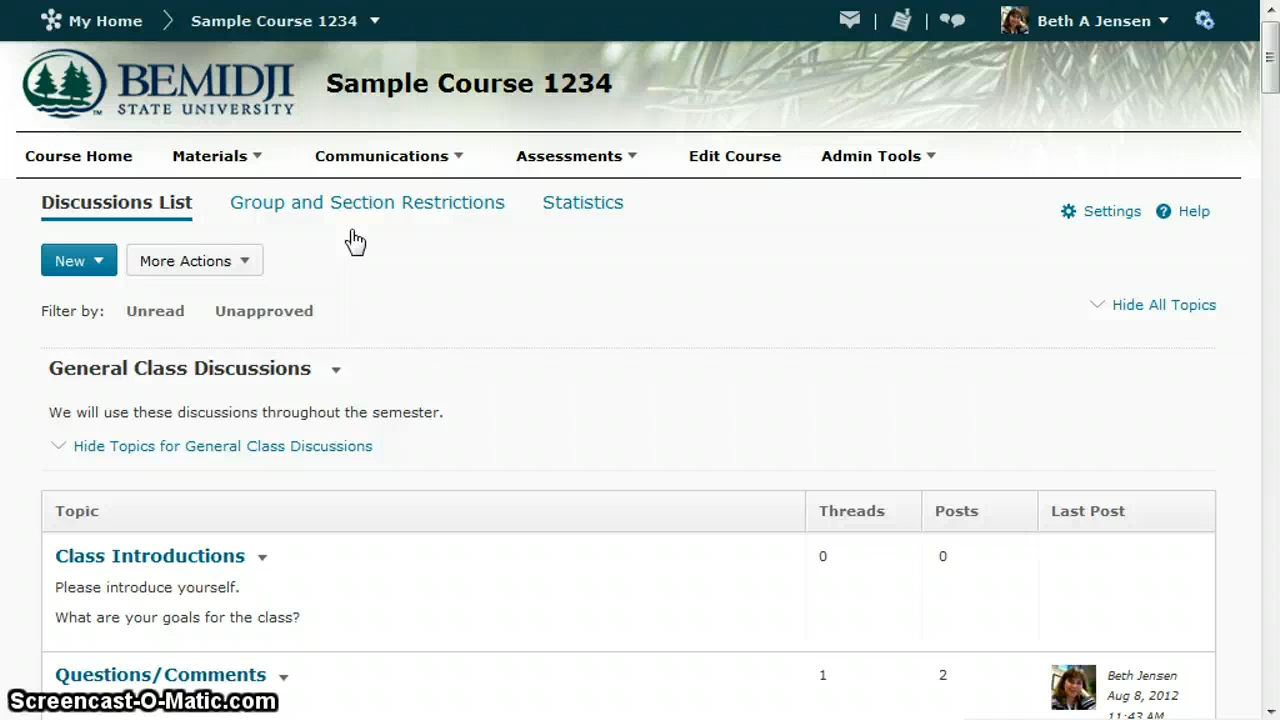 My Home Sample Course 1234 Beth A Jensen
BEMIDJI
STATE UNIVERSITY
Sample Course 1234
Course Home Materials Communications Assessments Edit Course Admin Tools
Discussions List Group and Section Restrictions Statistics
Settings Help
New More Actions
Filter by: Unread Unapproved
Hide All Topics
General Class Discussions
We will use these discussions throughout the semester.
Hide Topics for General Class Discussions
Topic Threads Posts Last Post
Class Introductions 0 0
Please introduce yourself.
What are your goals for the class?
Questions/Comments 1 2
Beth Jensen
Aug 8, 2012
11:43 AM
Screencast-O-Matic.com